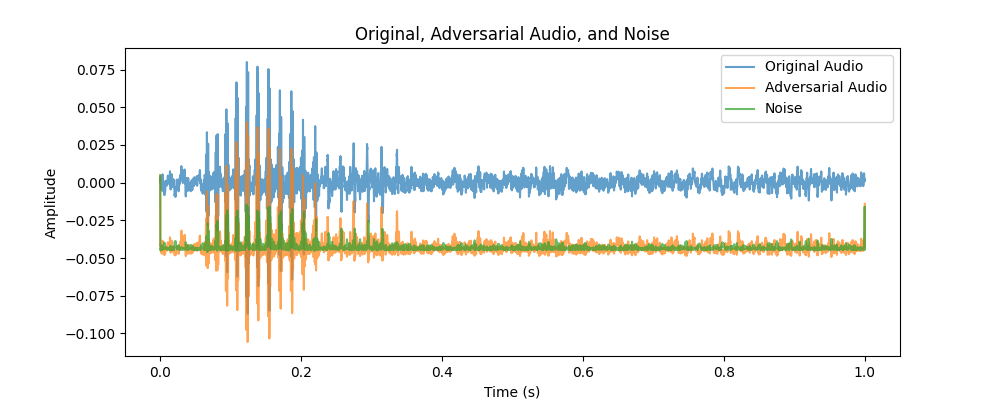 Original, Adversarial Audio, and Noise
Original Audio
Adversarial Audio
Noise
Amplitude
0.075
0.050
0.025
0.000
−0.025
−0.050
−0.075
−0.100
0.0
0.2
0.4
0.6
0.8
1.0
Time (s)